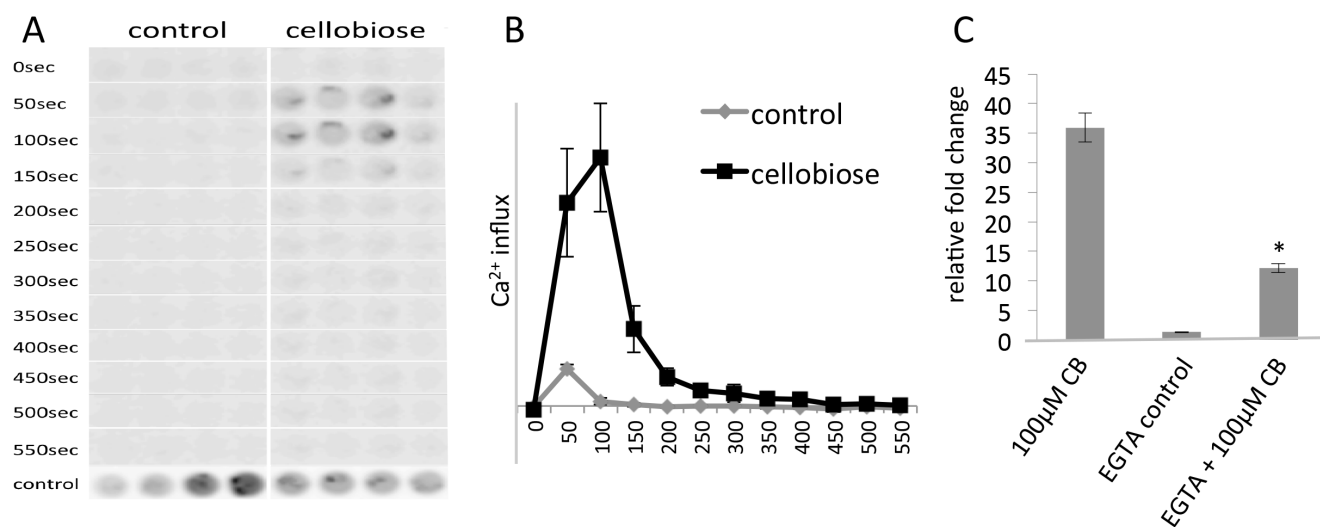 A
control cellobiose
0sec
50sec
100sec
150sec
200sec
250sec
300sec
350sec
400sec
450sec
500sec
550sec
control
B
Ca²⁺ influx
control
cellobiose
0 50 100 150 200 250 300 350 400 450 500 550
C
relative fold change
45
40
35
30
25
20
15
10
5
0
*
100µM CB
EGTA control
EGTA + 100µM CB